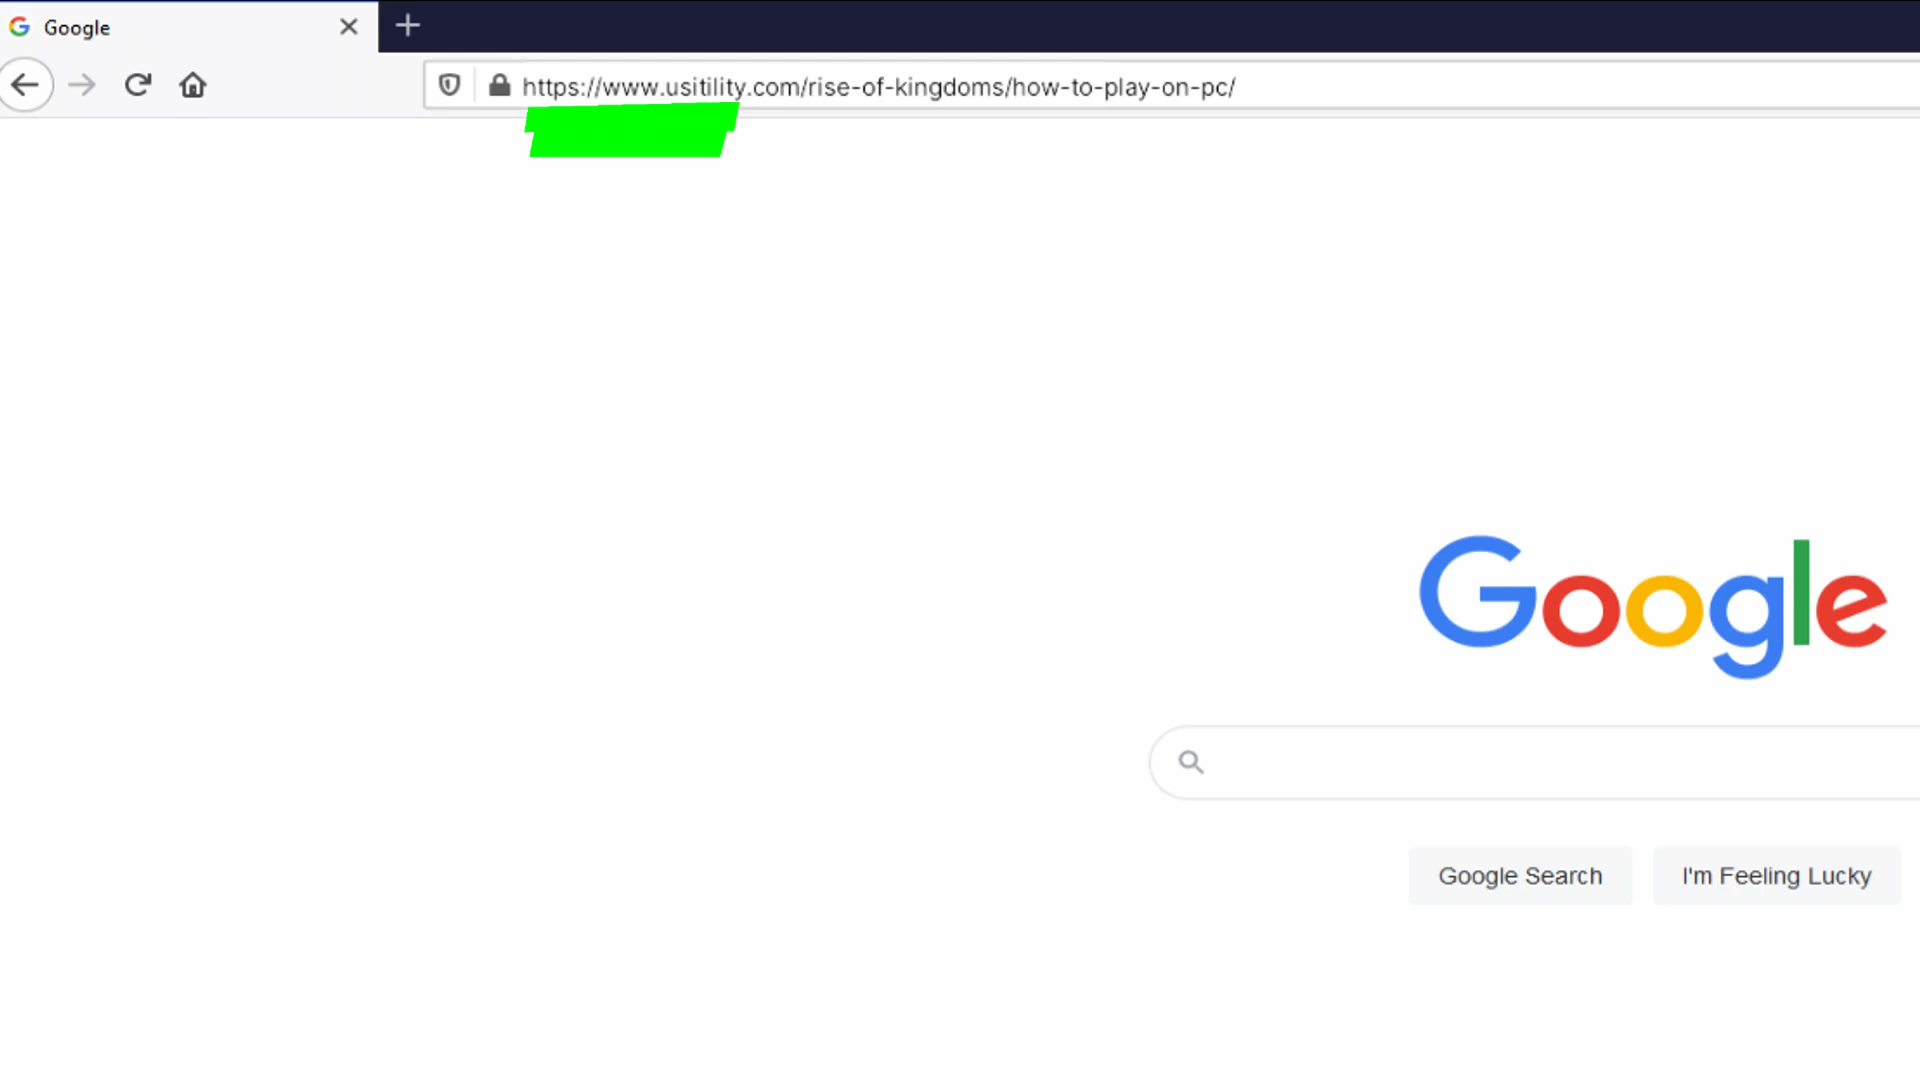 Google
https://www.usitility.com/rise-of-kingdoms/how-to-play-on-pc/
Google
Google Search
I'm Feeling Lucky